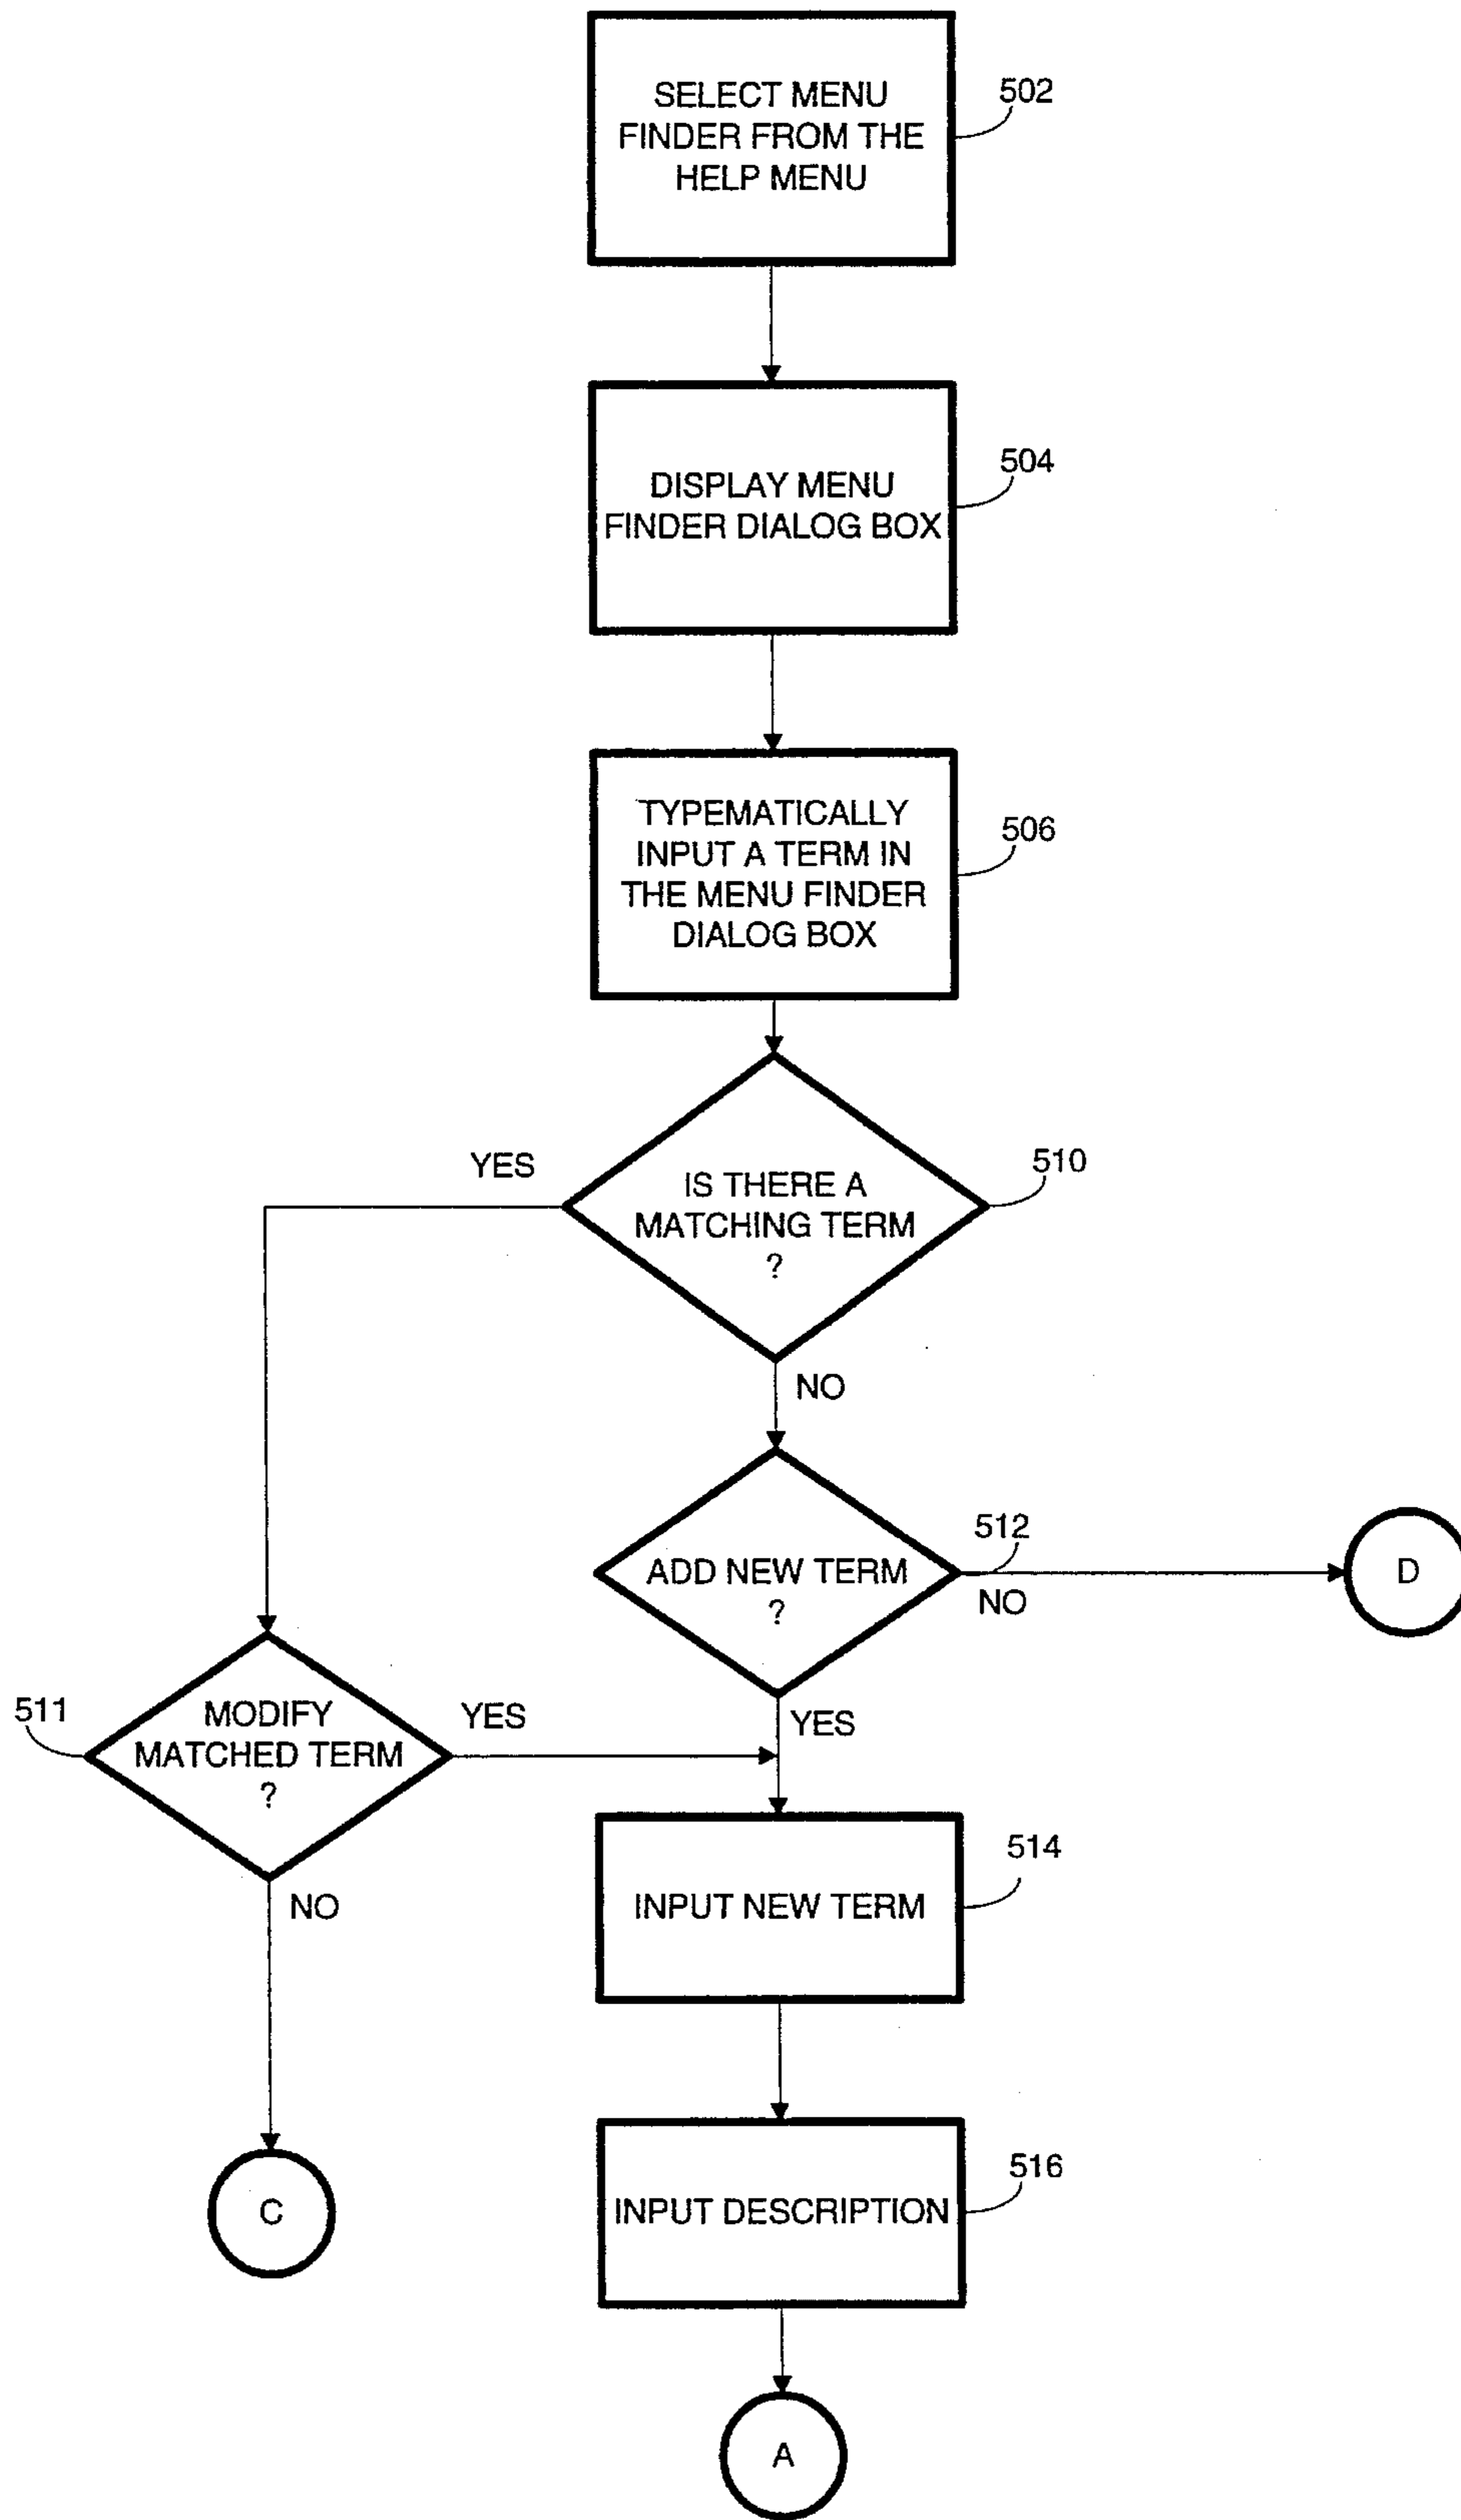 SELECT MENU
FINDER FROM THE
HELP MENU
502
DISPLAY MENU
FINDER DIALOG BOX
504
TYPEMATICALLY
INPUT A TERM IN
THE MENU FINDER
DIALOG BOX
506
YES
IS THERE A
MATCHING TERM
?
510
NO
ADD NEW TERM
?
512
NO
D
511
MODIFY
MATCHED TERM
?
YES
YES
NO
INPUT NEW TERM
514
C
INPUT DESCRIPTION
516
A